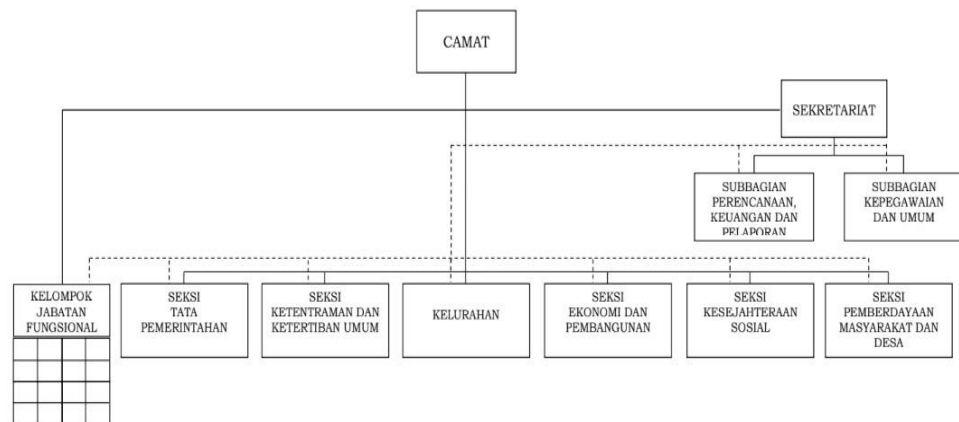 CAMAT
SEKRETARIAT
SUBBAGIAN
PERENCANAAN,
KEUANGAN DAN
PELAPORAN
SUBBAGIAN
KEPEGAWAIAN
DAN UMUM
KELOMPOK
JABATAN
FUNGSIONAL
SEKSI
TATA
PEMERINTAHAN
SEKSI
KETENTRAMAN DAN
KETERTIBAN UMUM
KELURAHAN
SEKSI
EKONOMI DAN
PEMBANGUNAN
SEKSI
KESEJAHTERAAN
SOSIAL
SEKSI
PEMBERDAYAAN
MASYARAKAT DAN
DESA